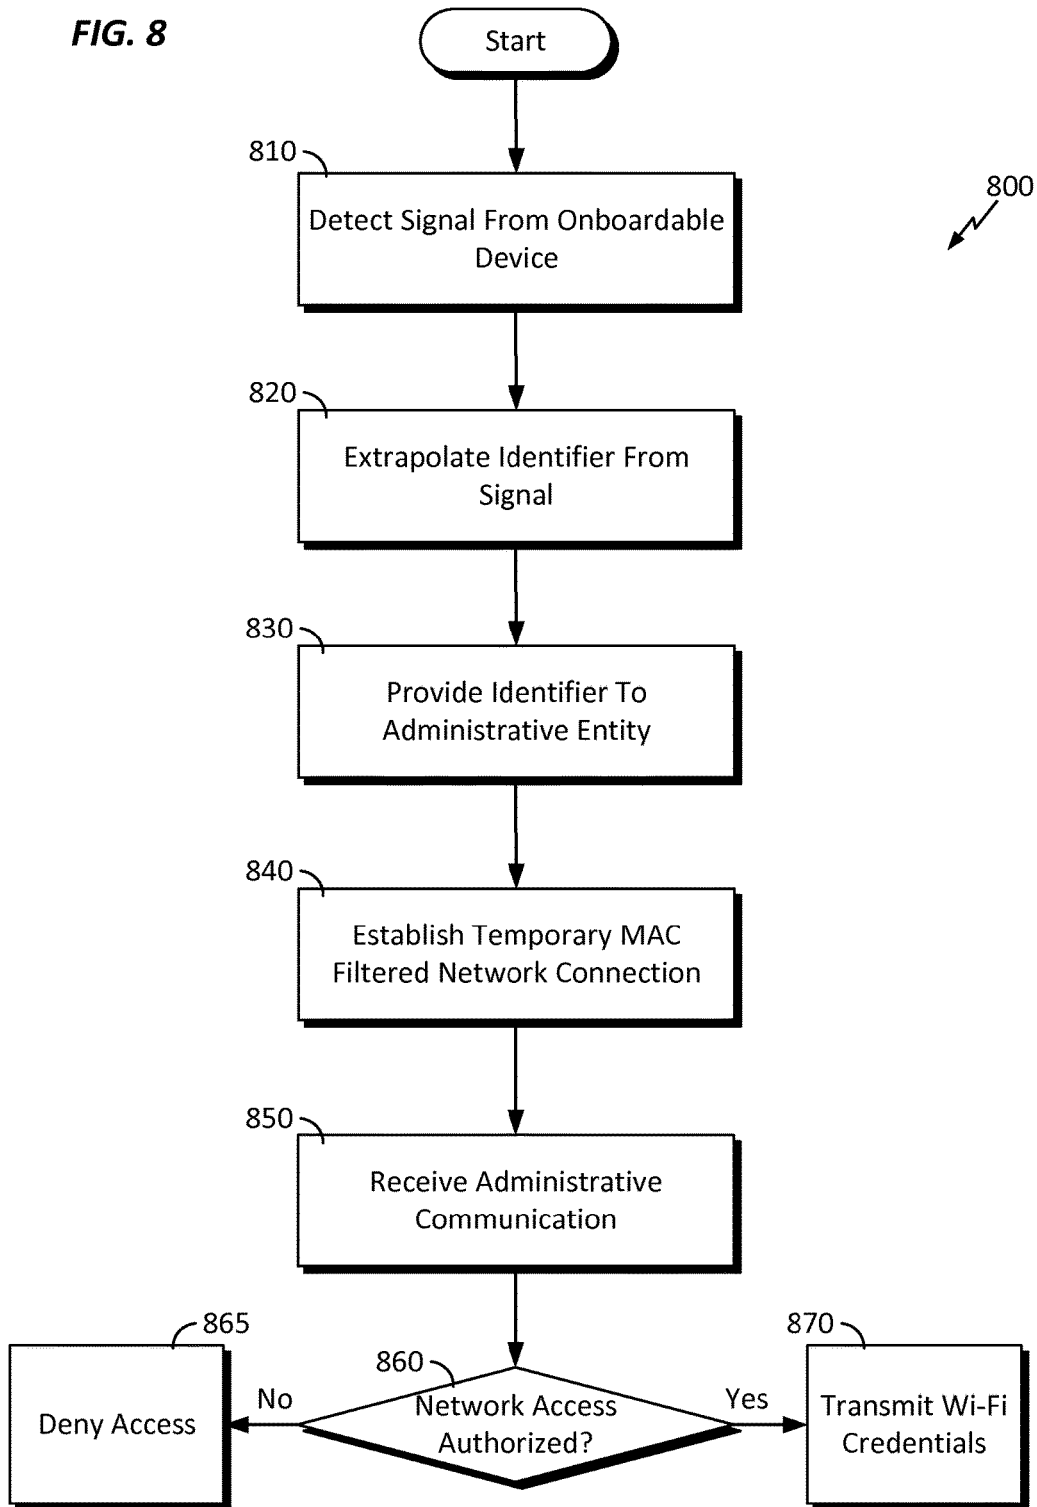 FIG. 8
Start
810
800
Detect Signal From Onboardable
Device
820
Extrapolate Identifier From
Signal
830
Provide Identifier To
Administrative Entity
840
Establish Temporary MAC
Filtered Network Connection
850
Receive Administrative
Communication
865
870
860
No
Yes
Deny Access
Network Access
Authorized?
Transmit Wi-Fi
Credentials